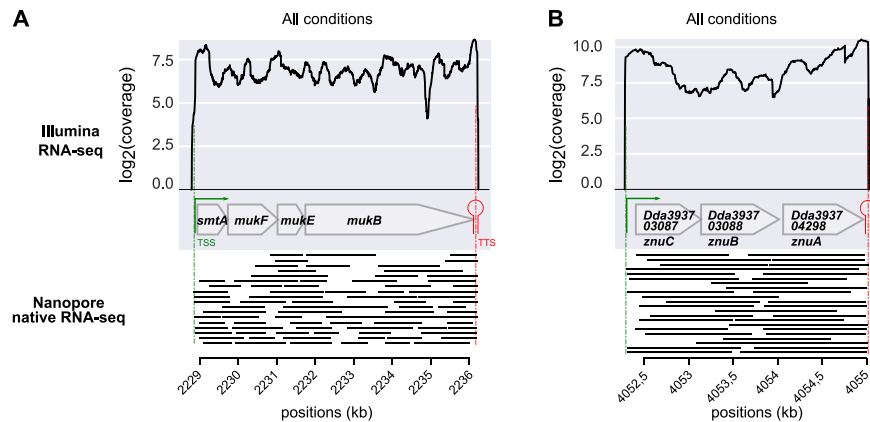 A
All conditions
Illumina
RNA-seq
log2(coverage)
7.5
5.0
2.5
0.0
smtA
mukF
mukE
mukB
TSS
TTS
Nanopore
native RNA-seq
2229
2230
2231
2232
2233
2234
2235
2236
positions (kb)
B
All conditions
log2(coverage)
10.0
7.5
5.0
2.5
0.0
Dda3937
03087
znuC
Dda3937
03088
znuB
Dda3937
04298
znuA
4052.5
4053
4053.5
4054
4054.5
4055
positions (kb)